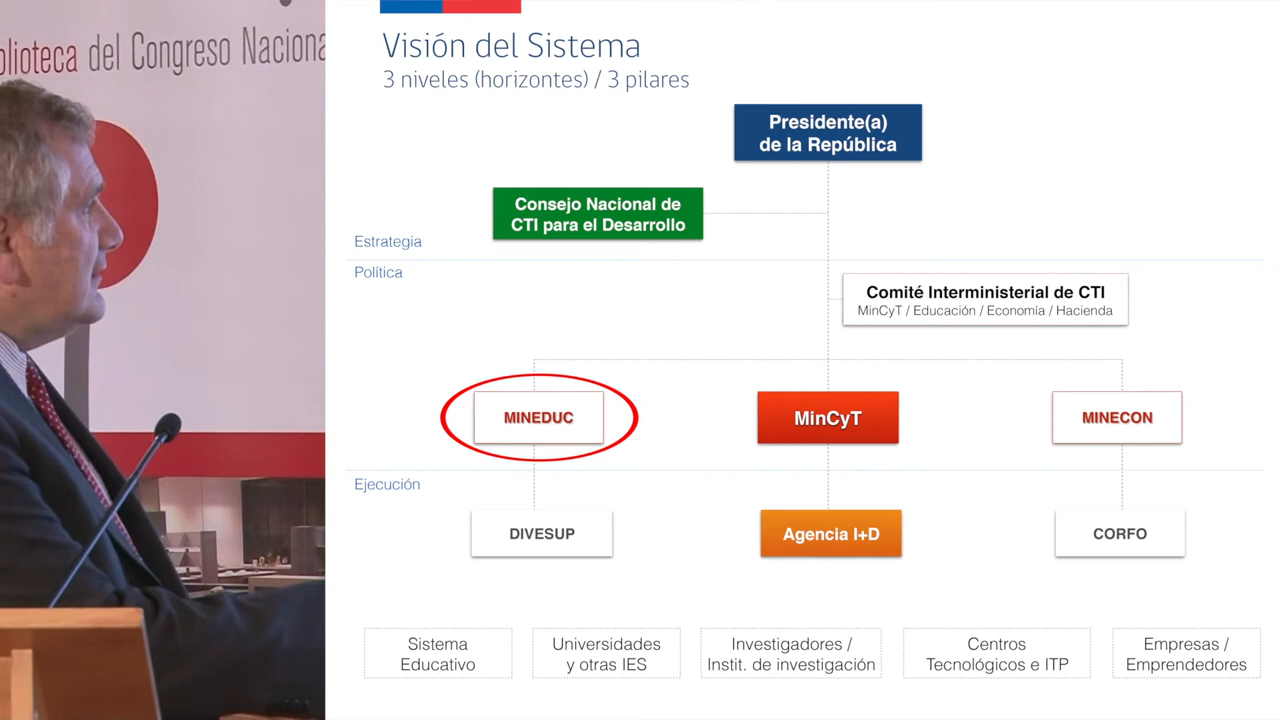 del Congreso Naciona
Visión del Sistema
3 niveles (horizontes) / 3 pilares
Presidente(a)
de la República
Consejo Nacional de
CTI para el Desarrollo
Estrategia
Política
Comité Interministerial de CTI
MinCyT / Educación / Economía / Hacienda
MINEDUC
MinCyT
MINECON
Ejecución
DIVESUP
Agencia I+D
CORFO
Sistema
Educativo
Universidades
y otras IES
Investigadores /
Instit. de investigación
Centros
Tecnológicos e ITP
Empresas /
Emprendedores